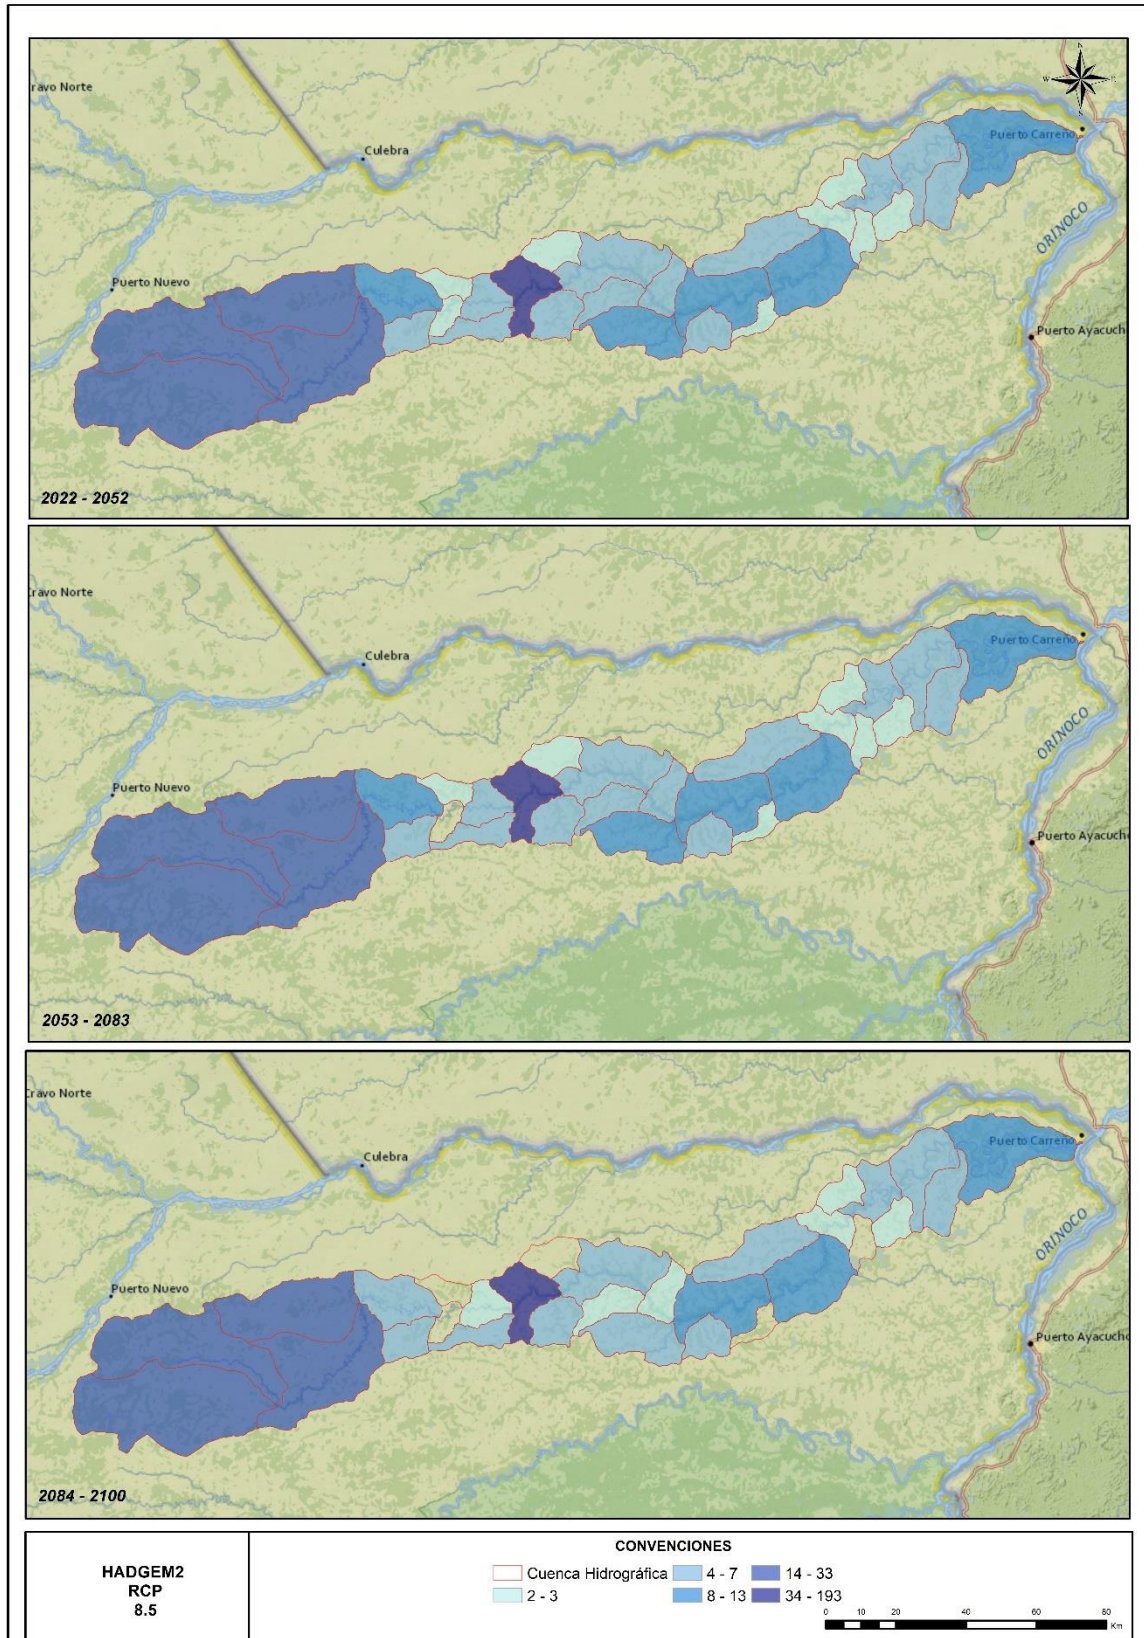 N
W
E
S
ravo Norte
Culebra
Puerto Carreño
Puerto Nuevo
ORINOCO
Puerto Ayacuch
2022 - 2052
Cravo Norte
Culebra
Puerto Carreño
Puerto Nuevo
ORINOCO
Puerto Ayacucho
2053 - 2083
Cravo Norte
Culebra
Puerto Carreño
Puerto Nuevo
ORINOCO
Puerto Ayacucho
2084 - 2100
HADGEM2
RCP
8.5
CONVENCIONES
Cuenca Hidrográfica 4 - 7 14 - 33
2 - 3 8 - 13 34 - 193
0 10 20 40 60 80
Km